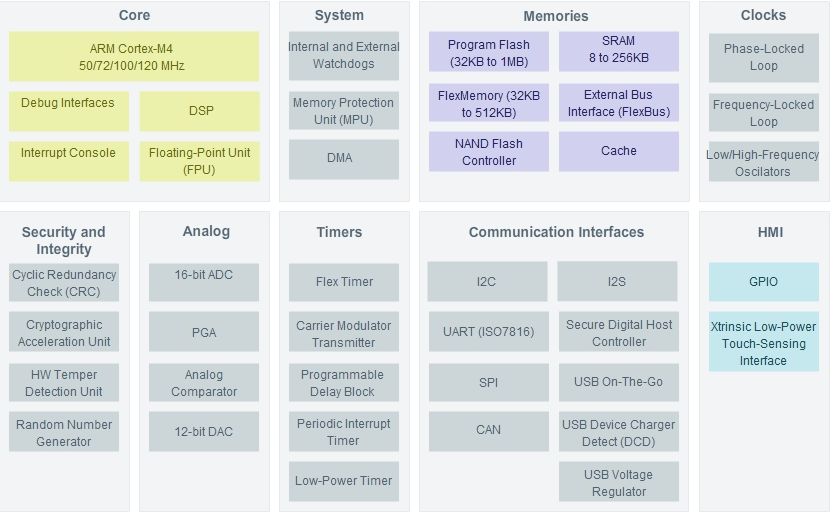 Core
ARM Cortex-M4
50/72/100/120 MHz
Debug Interfaces
DSP
Interrupt Console
Floating-Point Unit
(FPU)
System
Internal and External
Watchdogs
Memory Protection
Unit (MPU)
DMA
Memories
Program Flash
(32KB to 1MB)
SRAM
8 to 256KB
FlexMemory (32KB
to 512KB)
External Bus
Interface (FlexBus)
NAND Flash
Controller
Cache
Clocks
Phase-Locked
Loop
Frequency-Locked
Loop
Low/High-Frequency
Oscilators
Security and
Integrity
Cyclic Redundancy
Check (CRC)
Cryptographic
Acceleration Unit
HW Temper
Detection Unit
Random Number
Generator
Analog
16-bit ADC
PGA
Analog
Comparator
12-bit DAC
Timers
Flex Timer
Carrier Modulator
Transmitter
Programmable
Delay Block
Periodic Interrupt
Timer
Low-Power Timer
Communication Interfaces
I2C
I2S
UART (ISO7816)
Secure Digital Host
Controller
SPI
USB On-The-Go
CAN
USB Device Charger
Detect (DCD)
USB Voltage
Regulator
HMI
GPIO
Xtrinsic Low-Power
Touch-Sensing
Interface